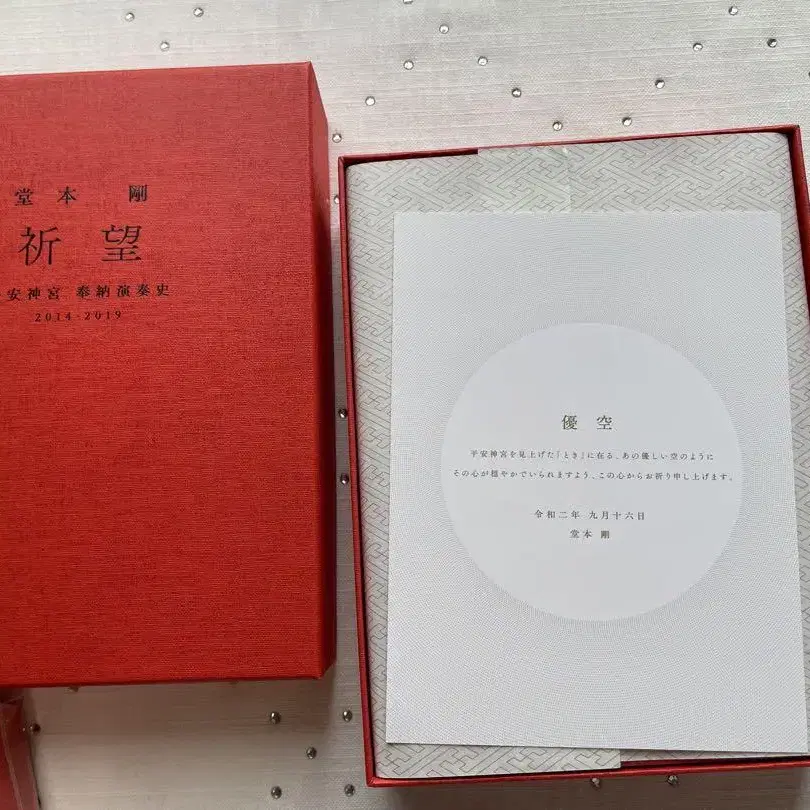 堂本 剛
祈望
安神宮 奉納演奏史
2014-2019
優空
平安神宮を見上げた「とき」に在る、あの優しい空のように
その心が穏やかでいられますよう、この心からお祈り申し上げます。
令和二年 九月十六日
堂本 剛